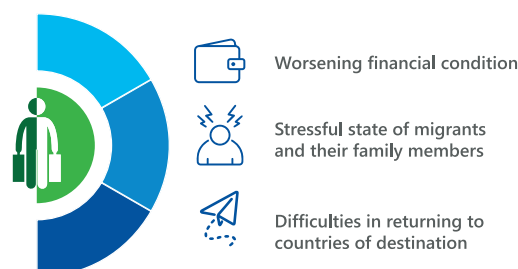 Worsening financial condition
Stressful state of migrants
and their family members
Difficulties in returning to
countries of destination